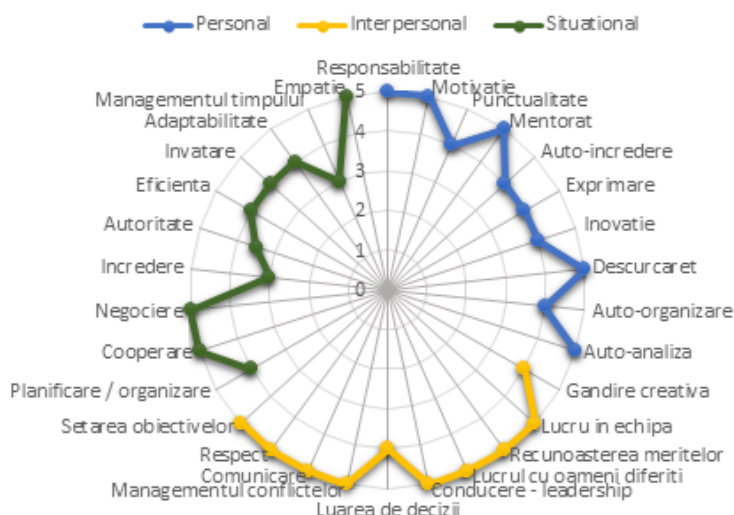 Personal Interpersonal Situational
Responsabilitate
Motivatie
Punctualitate
Mentorat
Auto-incredere
Exprimare
Inovatie
Descurcaret
Auto-organizare
Auto-analiza
Gandire creativa
Lucru in echipa
Recunoasterea meritelor
Lucrul cu oameni diferiti
Conducere - leadership
Luarea de decizii
Managementul conflictelor
Comunicare
Respect
Setarea obiectivelor
Planificare / organizare
Cooperare
Negociere
Incredere
Autoritate
Eficienta
Invatare
Adaptabilitate
Managementul timpului
Empatie
5
4
3
2
1
0